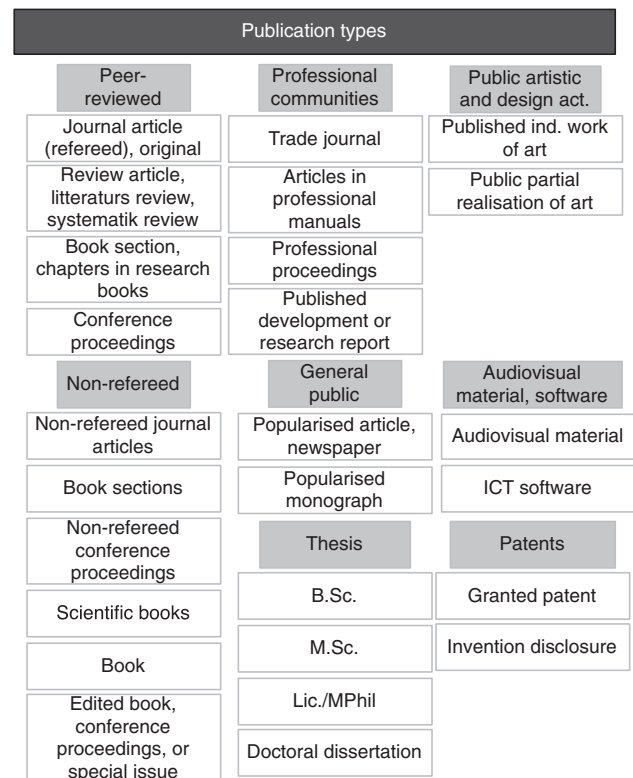 Publication types
Peer-
reviewed
Journal article
(refereed), original
Review article,
litteraturs review,
systematik review
Book section,
chapters in research
books
Conference
proceedings
Professional
communities
Trade journal
Articles in
professional
manuals
Professional
proceedings
Published
development or
research report
Public artistic
and design act.
Published ind. work
of art
Public partial
realisation of art
Non-refereed
Non-refereed journal
articles
Book sections
Non-refereed
conference
proceedings
Scientific books
Book
Edited book,
conference
proceedings, or
special issue
General
public
Popularised article,
newspaper
Popularised
monograph
Audiovisual
material, software
Audiovisual material
ICT software
Thesis
B.Sc.
M.Sc.
Lic./MPhil
Doctoral dissertation
Patents
Granted patent
Invention disclosure